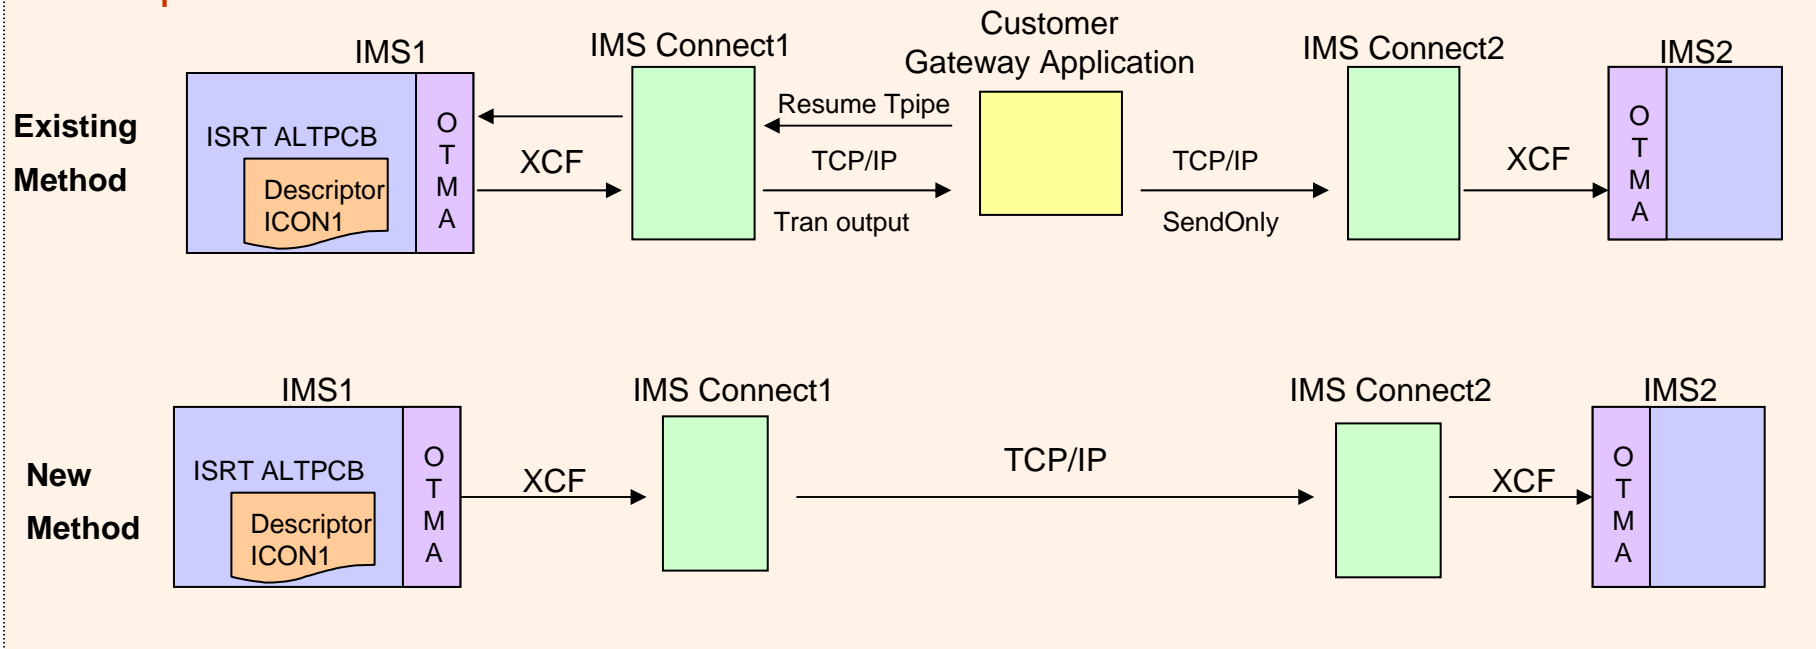 Customer
Gateway Application
IMS1
IMS Connect1
IMS Connect2
IMS2
Existing
Method
ISRT ALTPCB
Descriptor
ICON1
O
T
M
A
XCF
Resume Tpipe
TCP/IP
Tran output
TCP/IP
SendOnly
XCF
O
T
M
A
IMS1
IMS Connect1
IMS Connect2
IMS2
New
Method
ISRT ALTPCB
Descriptor
ICON1
O
T
M
A
XCF
TCP/IP
XCF
O
T
M
A